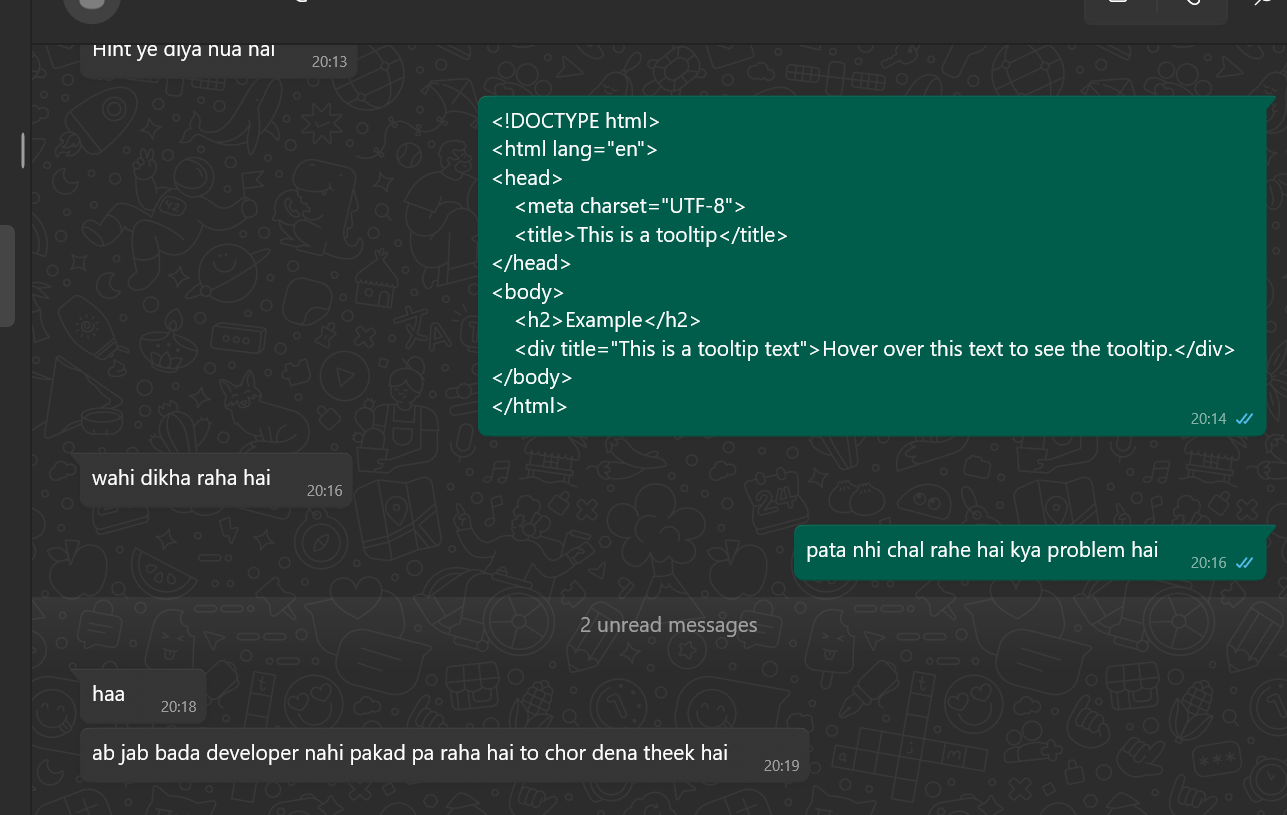 Hint ye diya hua hai
20:13
<!DOCTYPE html>
<html lang="en">
<head>
    <meta charset="UTF-8">
    <title>This is a tooltip</title>
</head>
<body>
    <h2>Example</h2>
    <div title="This is a tooltip text">Hover over this text to see the tooltip.</div>
</body>
</html>
20:14
wahi dikha raha hai
20:16
pata nhi chal rahe hai kya problem hai
20:16
2 unread messages
haa
20:18
ab jab bada developer nahi pakad pa raha hai to chor dena theek hai
20:19